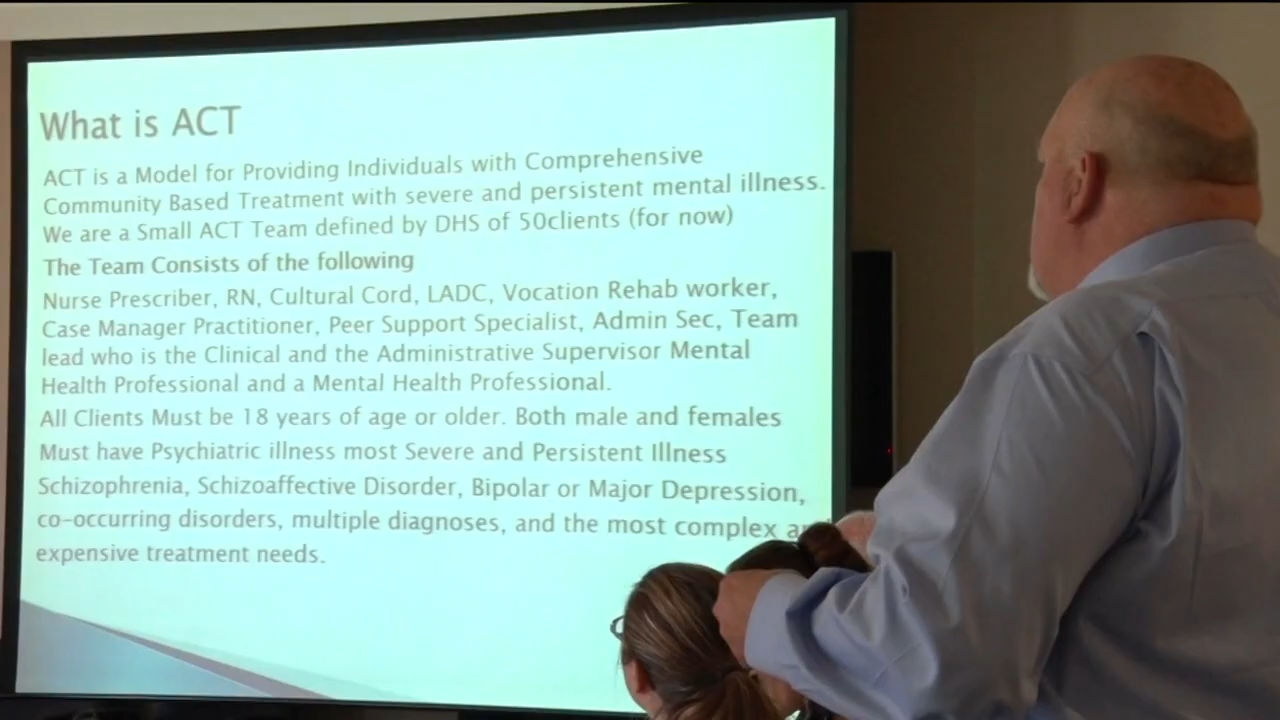 What is ACT
ACT is a Model for Providing Individuals with Comprehensive
Community Based Treatment with severe and persistent mental illness.
We are a Small ACT Team defined by DHS of 50clients (for now)
The Team Consists of the following
Nurse Prescriber, RN, Cultural Cord, LADC, Vocation Rehab worker,
Case Manager Practitioner, Peer Support Specialist, Admin Sec, Team
lead who is the Clinical and the Administrative Supervisor Mental
Health Professional and a Mental Health Professional.
All Clients Must be 18 years of age or older. Both male and females
Must have Psychiatric illness most Severe and Persistent Illness
Schizophrenia, Schizoaffective Disorder, Bipolar or Major Depression,
co-occurring disorders, multiple diagnoses, and the most complex
expensive treatment needs.